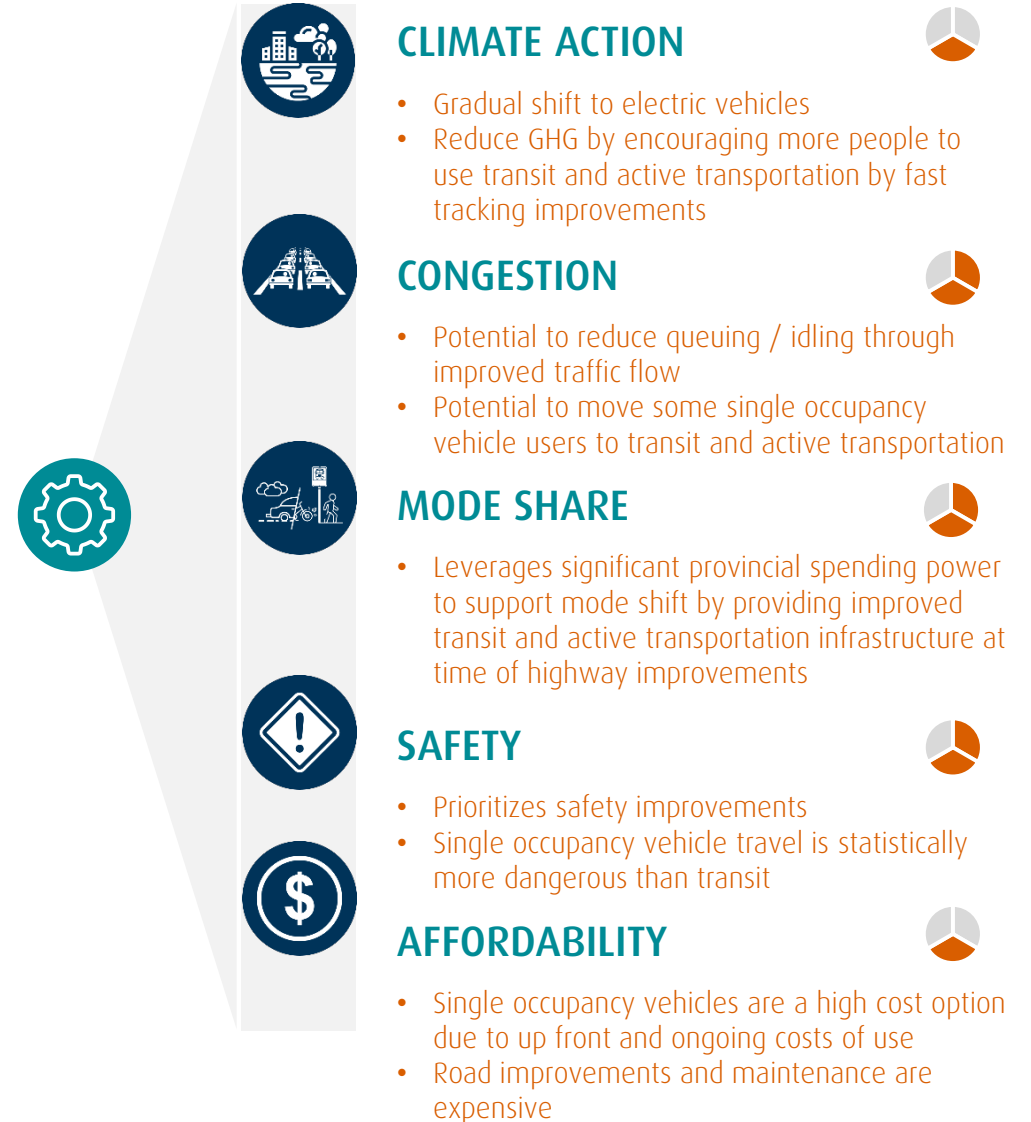 CLIMATE ACTION
• Gradual shift to electric vehicles
• Reduce GHG by encouraging more people to
use transit and active transportation by fast
tracking improvements
CONGESTION
• Potential to reduce queuing / idling through
improved traffic flow
• Potential to move some single occupancy
vehicle users to transit and active transportation
MODE SHARE
• Leverages significant provincial spending power
to support mode shift by providing improved
transit and active transportation infrastructure at
time of highway improvements
SAFETY
• Prioritizes safety improvements
• Single occupancy vehicle travel is statistically
more dangerous than transit
$
AFFORDABILITY
• Single occupancy vehicles are a high cost option
due to up front and ongoing costs of use
• Road improvements and maintenance are
expensive